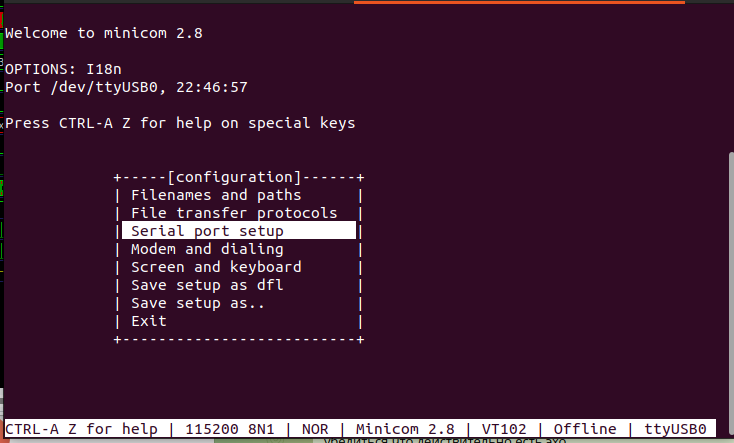 Welcome to minicom 2.8
OPTIONS: I18n
Port /dev/ttyUSB0, 22:46:57
Press CTRL-A Z for help on special keys
+-----[configuration]------+
| Filenames and paths |
| File transfer protocols |
| Serial port setup |
| Modem and dialing |
| Screen and keyboard |
| Save setup as dfl |
| Save setup as.. |
| Exit |
+--------------------------+
CTRL-A Z for help | 115200 8N1 | NOR | Minicom 2.8 | VT102 | Offline | ttyUSB0